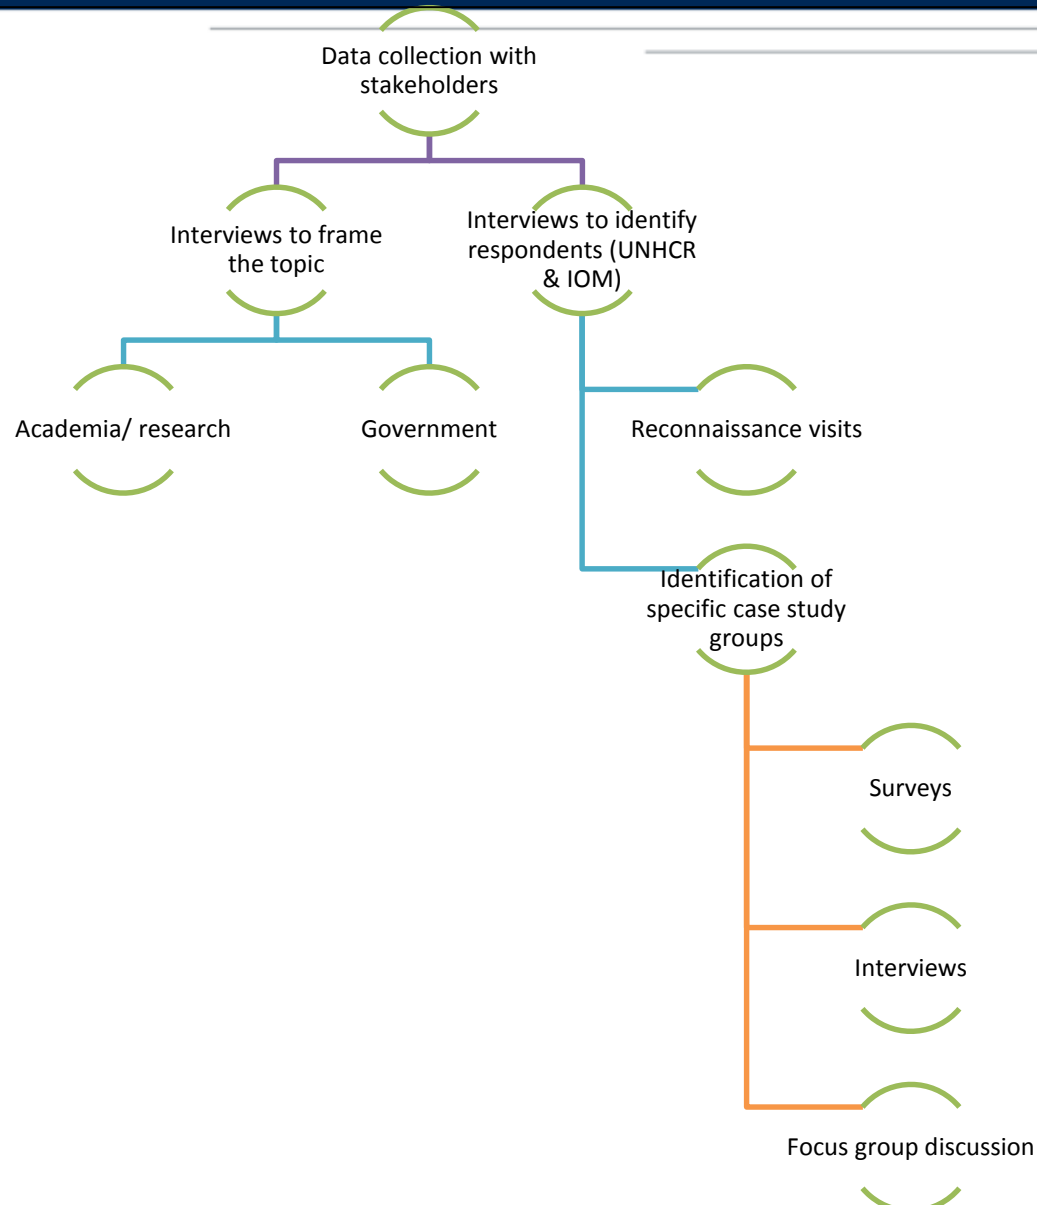 Data collection with
stakeholders
Interviews to frame
the topic
Interviews to identify
respondents (UNHCR
& IOM)
Academia/ research
Government
Reconnaissance visits
Identification of
specific case study
groups
Surveys
Interviews
Focus group discussion